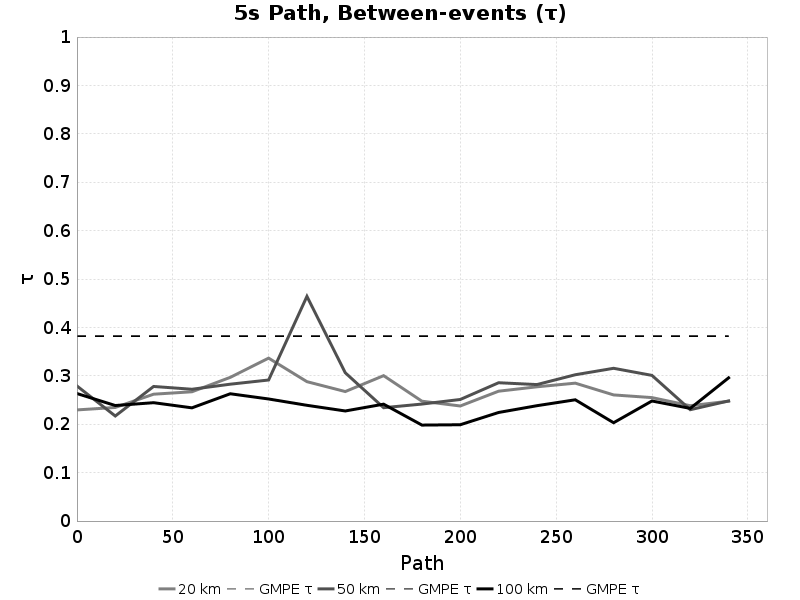 5s Path, Between-events (τ)
1
0.9
0.8
0.7
0.6
0.5
0.4
0.3
0.2
0.1
0
τ
0 50 100 150 200 250 300 350
Path
20 km GMPE τ 50 km GMPE τ 100 km GMPE τ